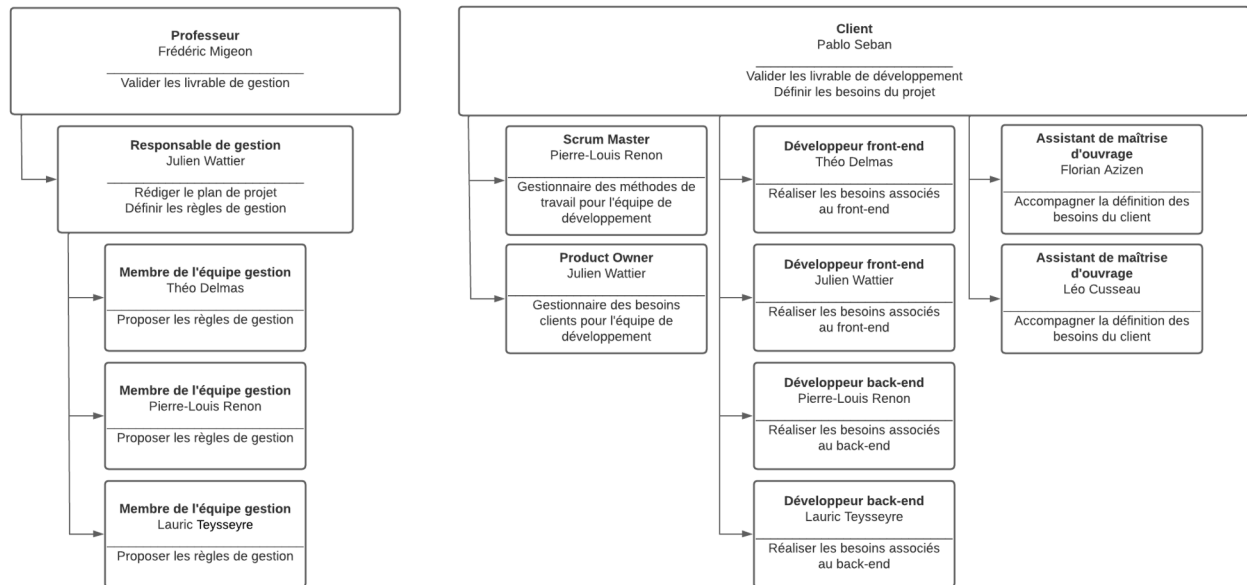 Professeur
Frédéric Migeon
Valider les livrable de gestion
Responsable de gestion
Julien Wattier
Rédiger le plan de projet
Définir les règles de gestion
Membre de l'équipe gestion
Théo Delmas
Proposer les règles de gestion
Membre de l'équipe gestion
Pierre-Louis Renon
Proposer les règles de gestion
Membre de l'équipe gestion
Lauric Teysseyre
Proposer les règles de gestion
Client
Pablo Seban
Valider les livrable de développement
Définir les besoins du projet
Scrum Master
Pierre-Louis Renon
Gestionnaire des méthodes de
travail pour l'équipe de
développement
Product Owner
Julien Wattier
Gestionnaire des besoins
clients pour l'équipe de
développement
Développeur front-end
Théo Delmas
Réaliser les besoins associés
au front-end
Développeur front-end
Julien Wattier
Réaliser les besoins associés
au front-end
Développeur back-end
Pierre-Louis Renon
Réaliser les besoins associés
au back-end
Développeur back-end
Lauric Teysseyre
Réaliser les besoins associés
au back-end
Assistant de maîtrise
d'ouvrage
Florian Azizen
Accompagner la définition des
besoins du client
Assistant de maîtrise
d'ouvrage
Léo Cusseau
Accompagner la définition des
besoins du client